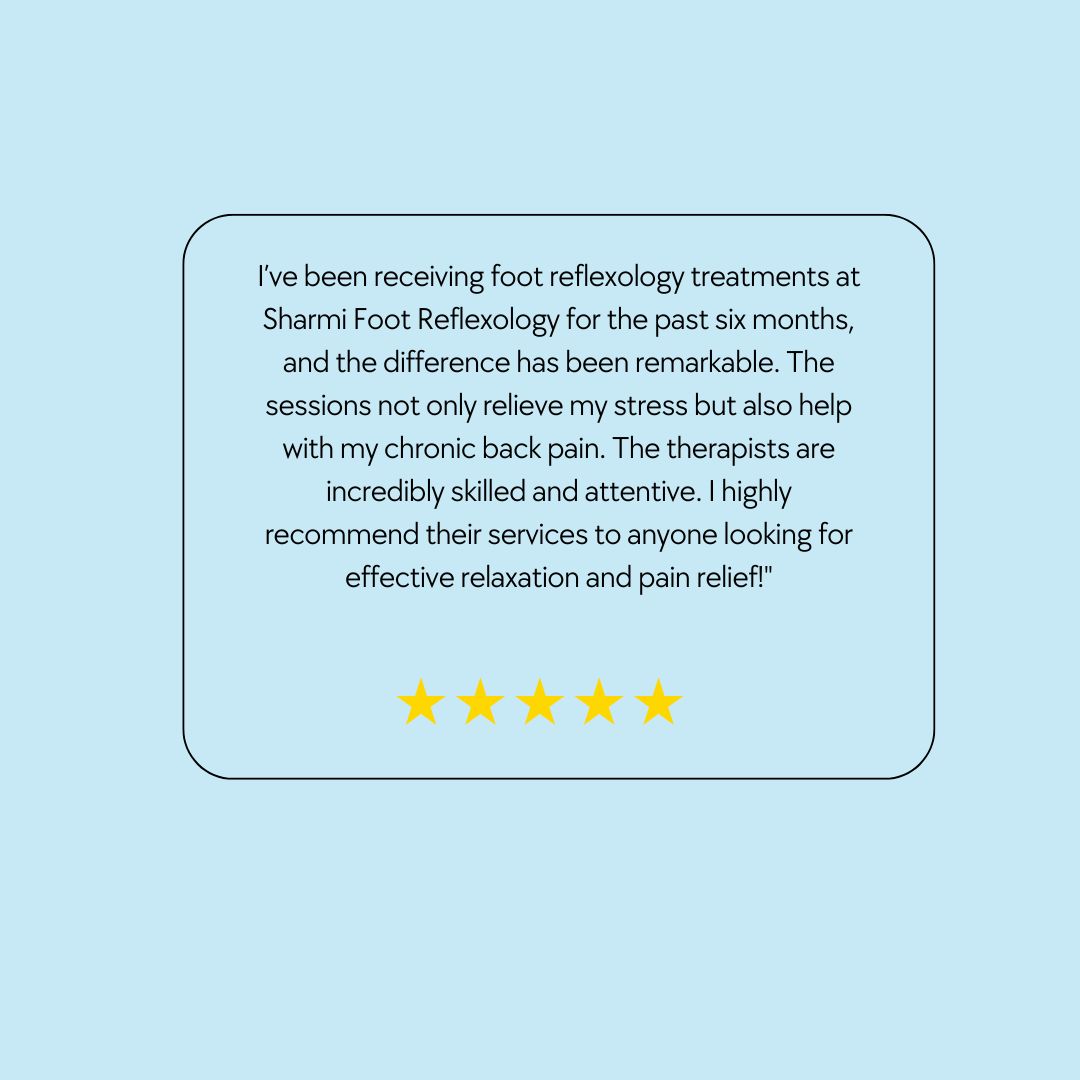 I’ve been receiving foot reflexology treatments at
Sharmi Foot Reflexology for the past six months,
and the difference has been remarkable. The
sessions not only relieve my stress but also help
with my chronic back pain. The therapists are
incredibly skilled and attentive. I highly
recommend their services to anyone looking for
effective relaxation and pain relief!"